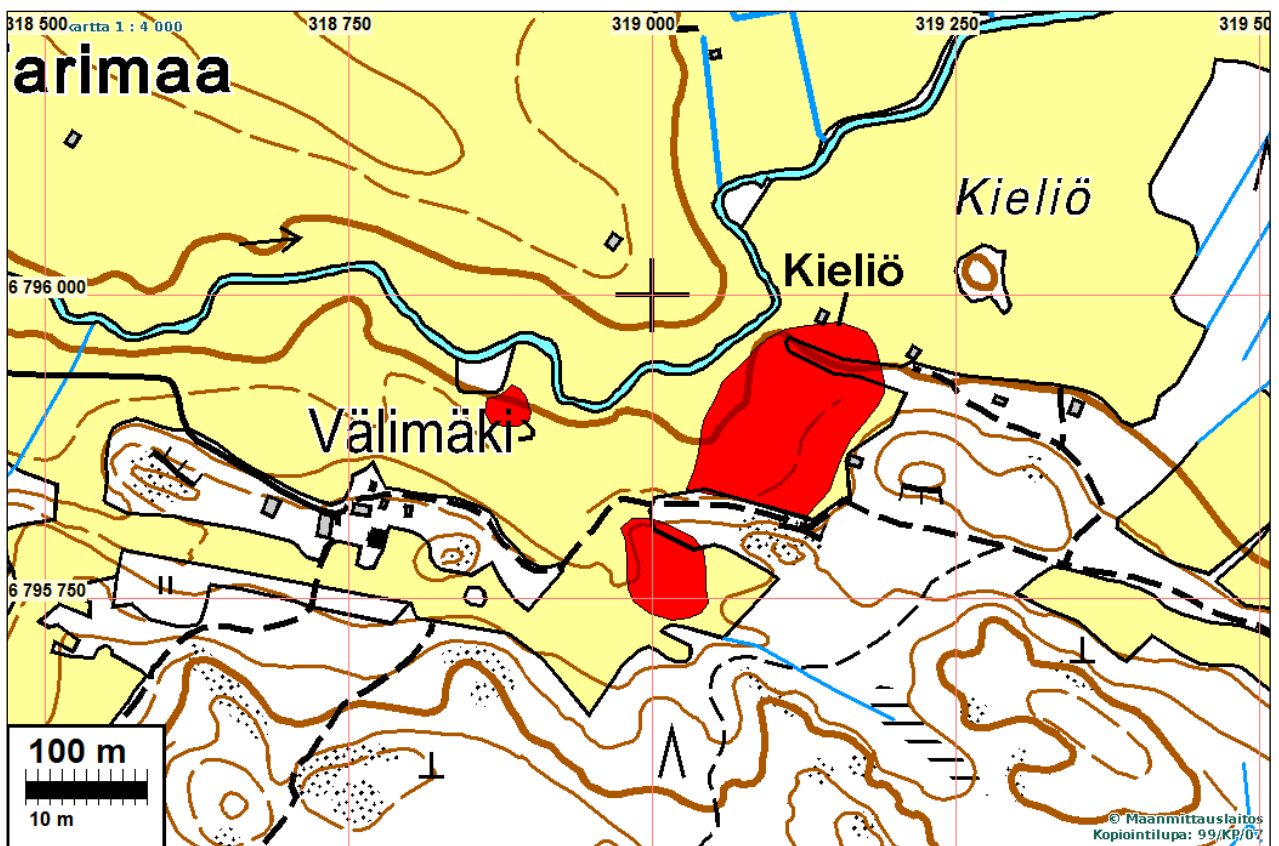 318 500
kartta 1 : 4 000
318 750
319 000
319 250
319 50
arimaa
Kieliö
Kieliö
6 796 000
Välimäki
6 795 750
100 m
10 m
© Maanmittauslaitos
Kopiointilupa: 99/KP/07